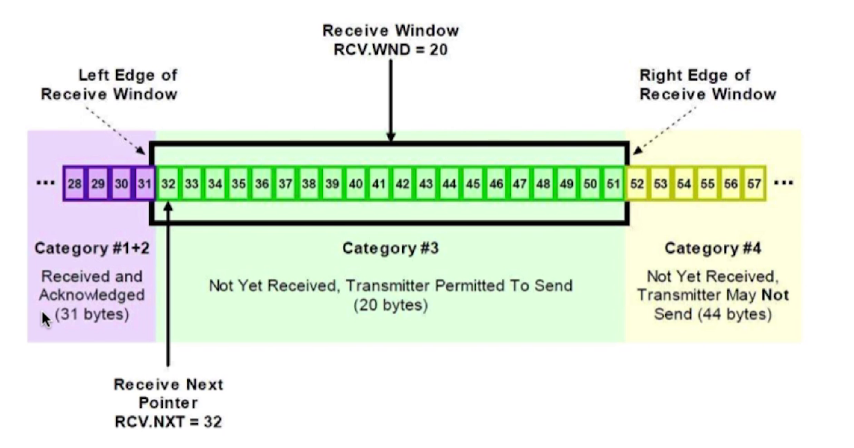 Receive Window
RCV.WND = 20
Left Edge of
Receive Window
Right Edge of
Receive Window
... 28 29 30 31 32 33 34 35 36 37 38 39 40 41 42 43 44 45 46 47 48 49 50 51 52 53 54 55 56 57 ...
Category #1+2
Received and
Acknowledged
(31 bytes)
Category #3
Not Yet Received, Transmitter Permitted To Send
(20 bytes)
Category #4
Not Yet Received,
Transmitter May Not
Send (44 bytes)
Receive Next
Pointer
RCV.NXT = 32